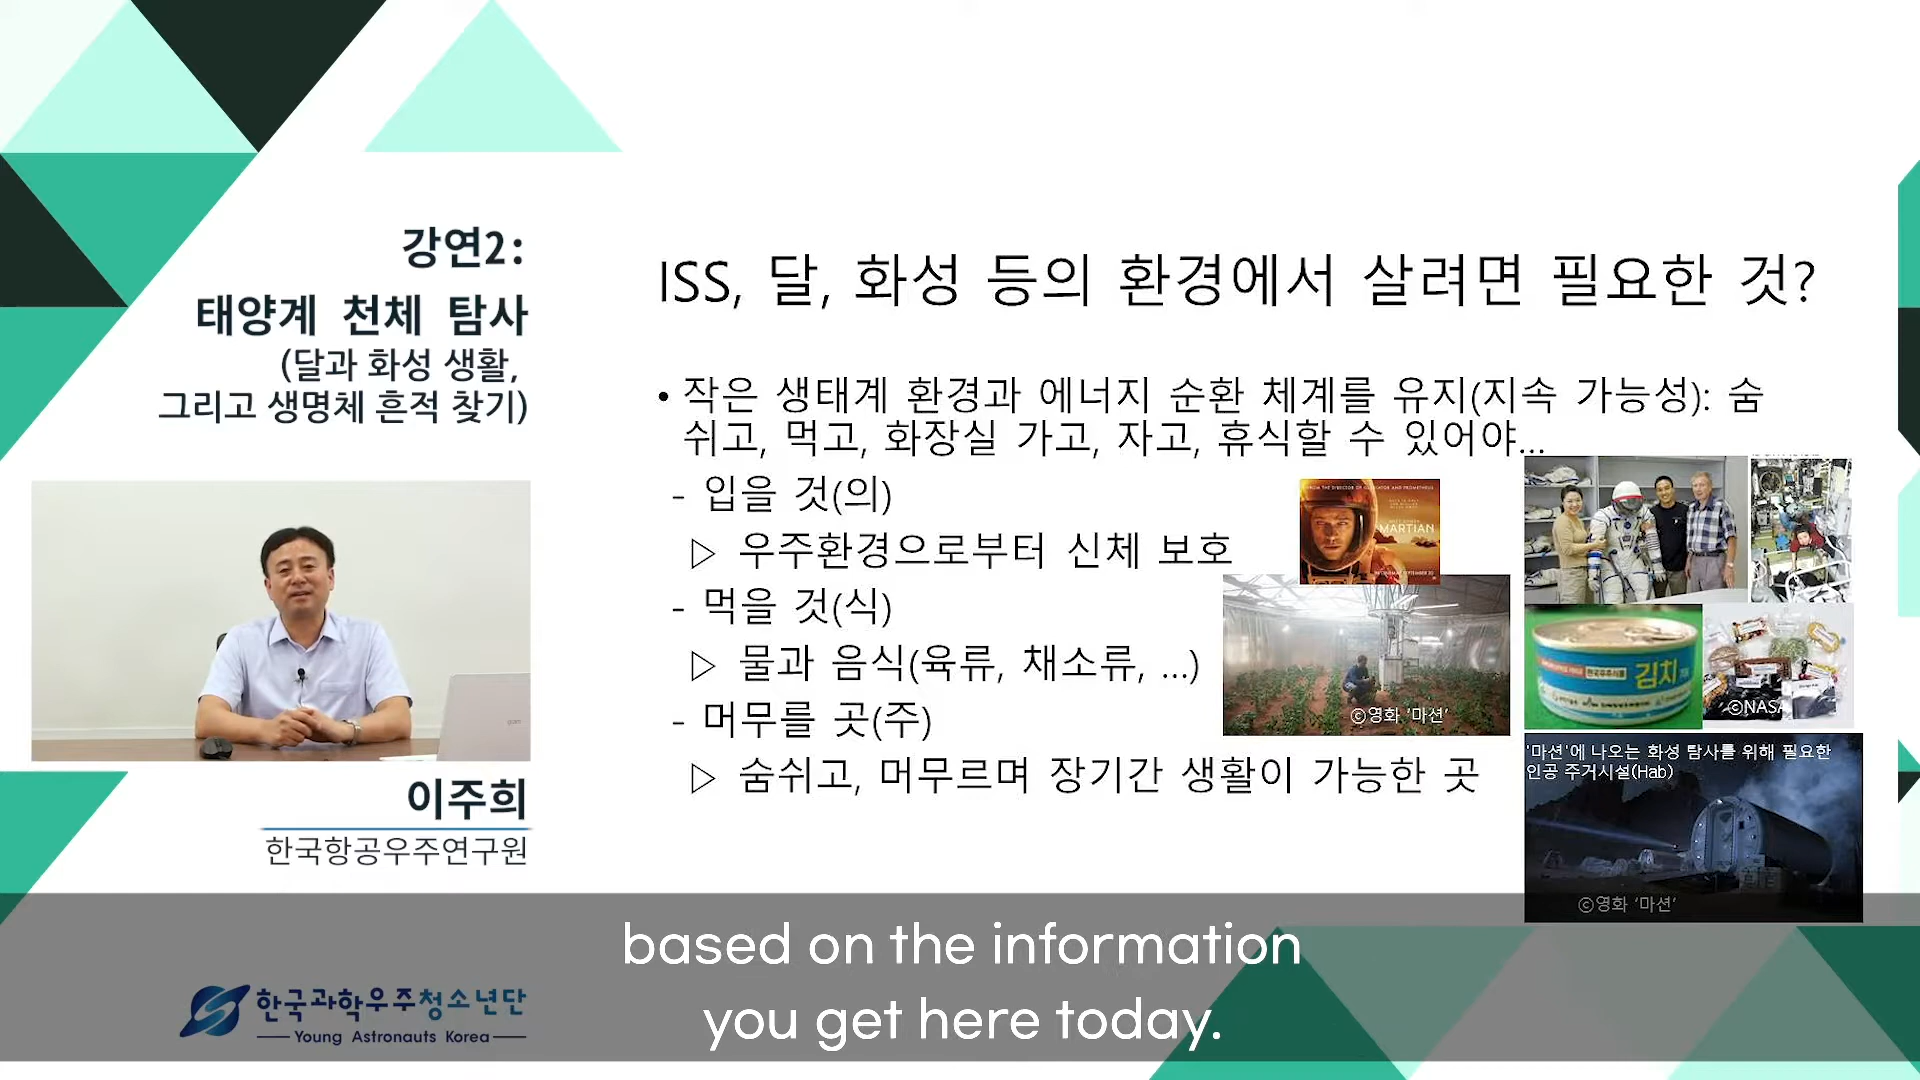 강연2:
태양계 천체 탐사
(달과 화성 생활,
그리고 생명체 흔적 찾기)
이주희
한국항공우주연구원
ISS, 달, 화성 등의 환경에서 살려면 필요한 것?
• 작은 생태계 환경과 에너지 순환 체계를 유지(지속 가능성): 숨
쉬고, 먹고, 화장실 가고, 자고, 휴식할 수 있어야...
- 입을 것(의)
▷ 우주환경으로부터 신체 보호
- 먹을 것(식)
▷ 물과 음식(육류, 채소류, ...)
- 머무를 곳(주)
▷ 숨쉬고, 머무르며 장기간 생활이 가능한 곳
MARTIAN
ⓒ영화 '마션'
김치
ⓒNASA
'마션'에 나오는 화성 탐사를 위해 필요한
인공 주거시설(Hab)
ⓒ영화 '마션'
based on the information
you get here today.
한국과학우주청소년단
Young Astronauts Korea